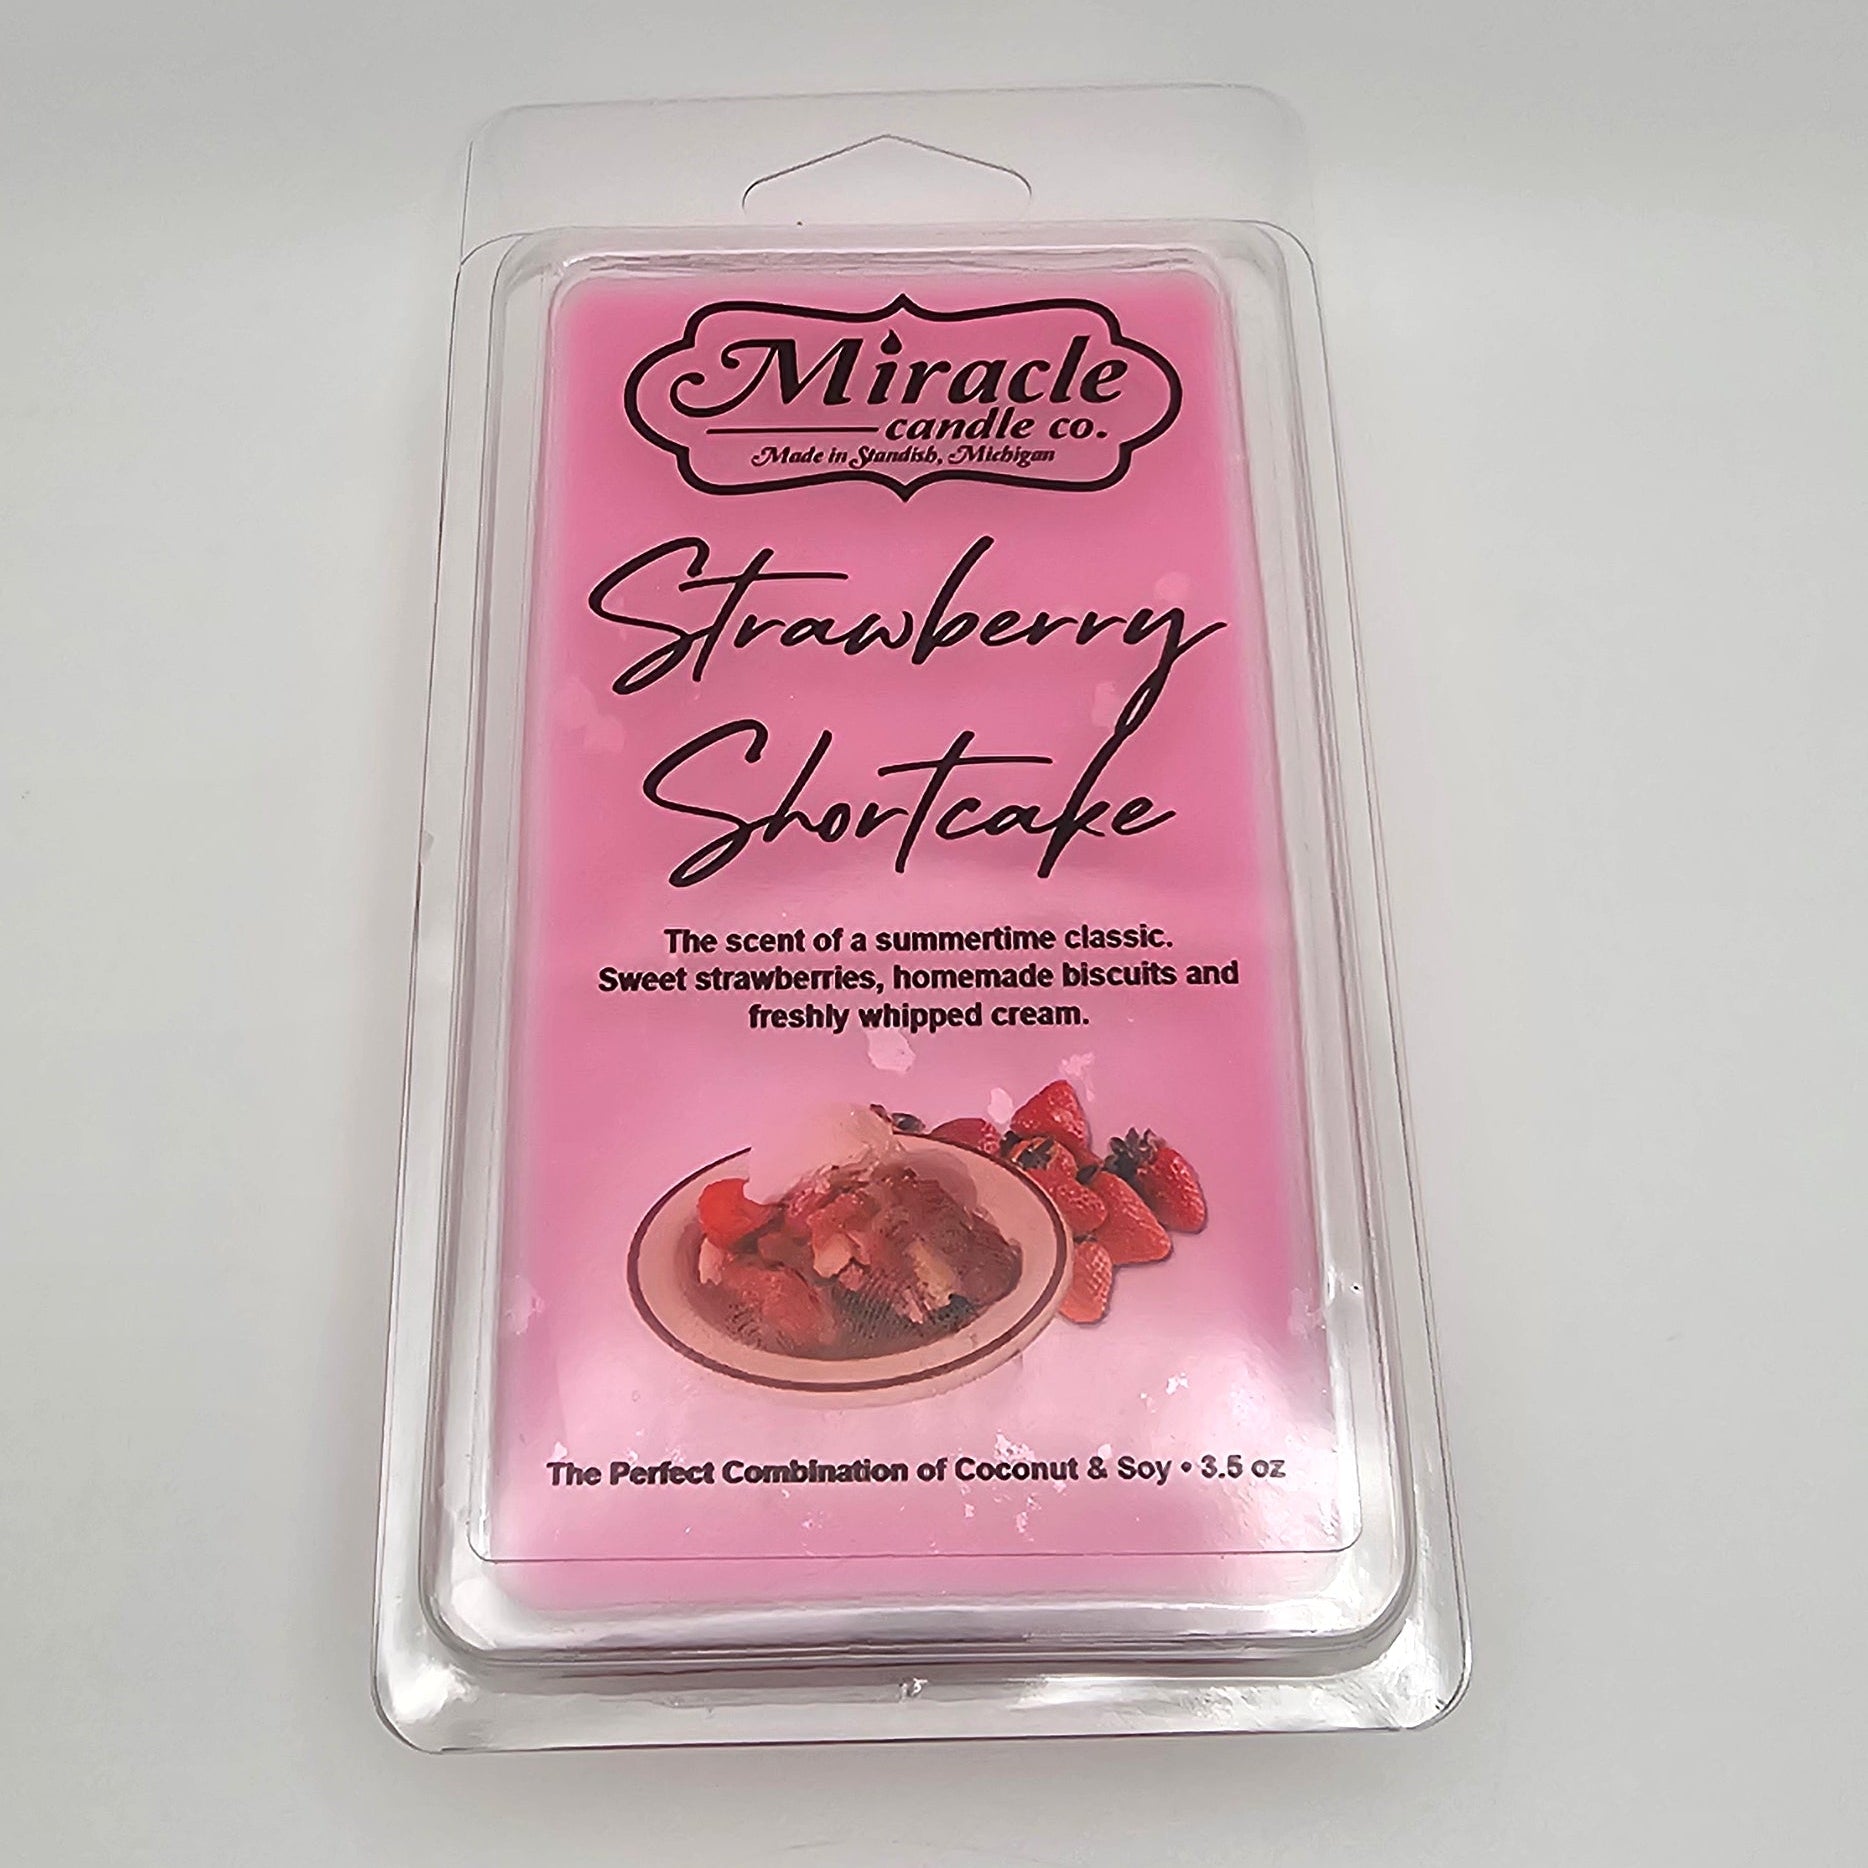 Miracle
candle co.
Made in Standish, Michigan
Strawberry
Shortcake
The scent of a summertime classic.
Sweet strawberries, homemade biscuits and
freshly whipped cream.
The Perfect Combination of Coconut & Soy • 3.5 oz